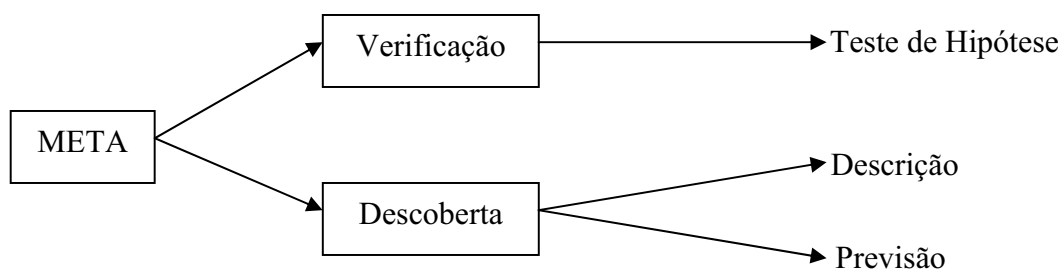 Verificação
Teste de Hipótese
META
Descrição
Descoberta
Previsão